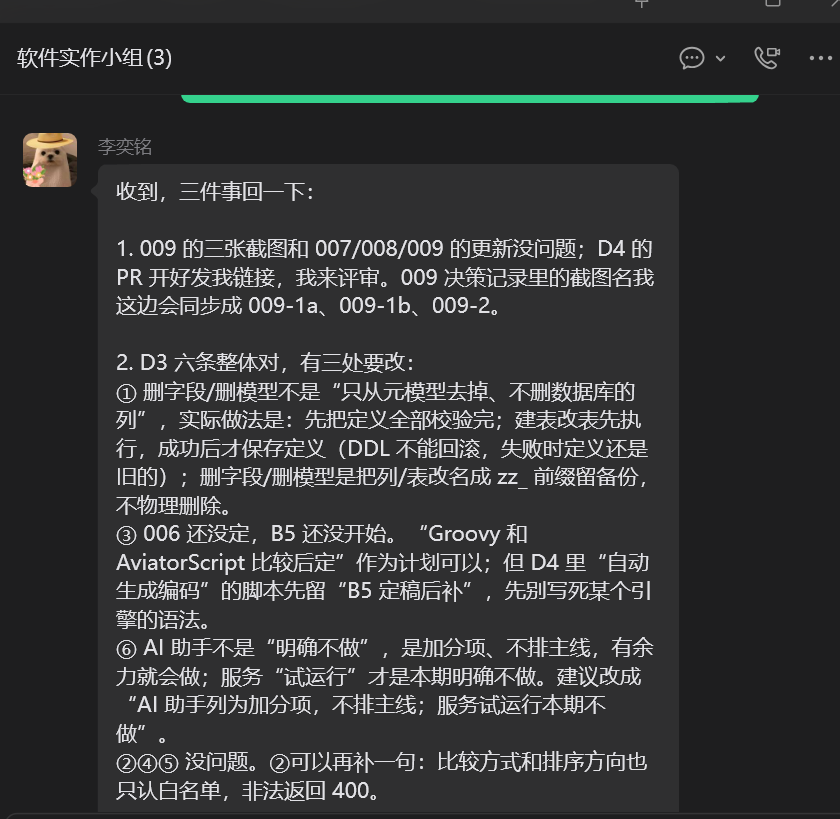 软件实作小组(3)
李奕铭
收到，三件事回一下：
1. 009 的三张截图和 007/008/009 的更新没问题；D4 的
PR 开好发我链接，我来评审。009 决策记录里的截图名我
这边会同步成 009-1a、009-1b、009-2。
2. D3 六条整体对，有三处要改：
① 删字段/删模型不是“只从元模型去掉、不删数据库的
列”，实际做法是：先把定义全部校验完；建表改表先执
行，成功后才保存定义（DDL 不能回滚，失败时定义还是
旧的）；删字段/删模型是把列/表改名成 zz_ 前缀留备份，
不物理删除。
③ 006 还没定，B5 还没开始。“Groovy 和
AviatorScript 比较后定”作为计划可以；但 D4 里“自动
生成编码”的脚本先留“B5 定稿后补”，先别写死某个引
擎的语法。
⑥ AI 助手不是“明确不做”，是加分项、不排主线，有余
力就会做；服务“试运行”才是本期明确不做。建议改成
“AI 助手列为加分项，不排主线；服务试运行本期不
做”。
②④⑤ 没问题。②可以再补一句：比较方式和排序方向也
只认白名单，非法返回 400。